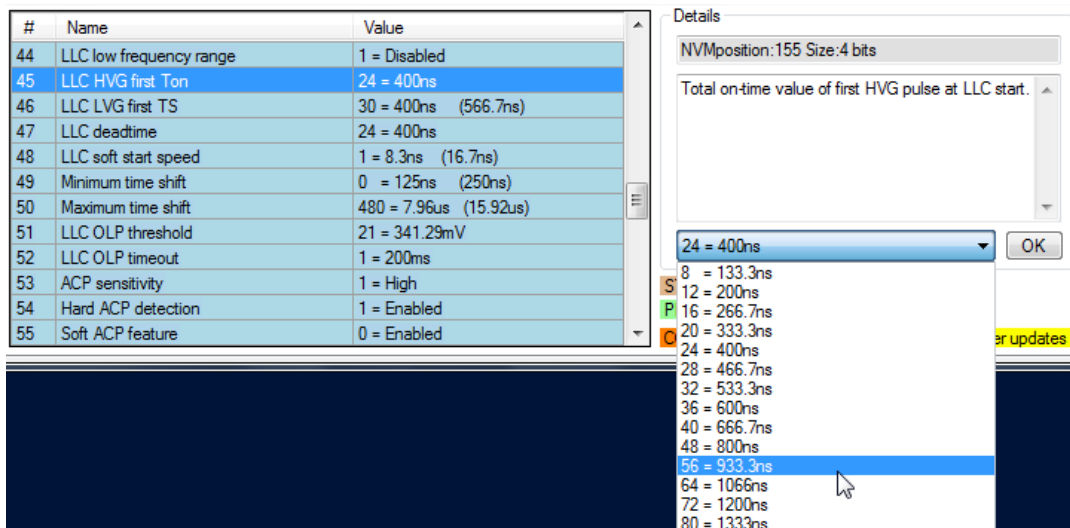 # Name Value
44 LLC low frequency range 1 = Disabled
45 LLC HVG first Ton 24 = 400ns
46 LLC LVG first TS 30 = 400ns (566.7ns)
47 LLC deadtime 24 = 400ns
48 LLC soft start speed 1 = 8.3ns (16.7ns)
49 Minimum time shift 0 = 125ns (250ns)
50 Maximum time shift 480 = 7.96us (15.92us)
51 LLC OLP threshold 21 = 341.29mV
52 LLC OLP timeout 1 = 200ms
53 ACP sensitivity 1 = High
54 Hard ACP detection 1 = Enabled
55 Soft ACP feature 0 = Enabled
Details
NVMposition:155 Size:4 bits
Total on-time value of first HVG pulse at LLC start.
24 = 400ns OK
8 = 133.3ns
12 = 200ns
16 = 266.7ns
20 = 333.3ns
24 = 400ns
28 = 466.7ns
32 = 533.3ns
36 = 600ns
40 = 666.7ns
48 = 800ns
56 = 933.3ns
64 = 1066ns
72 = 1200ns
80 = 1333ns
updates